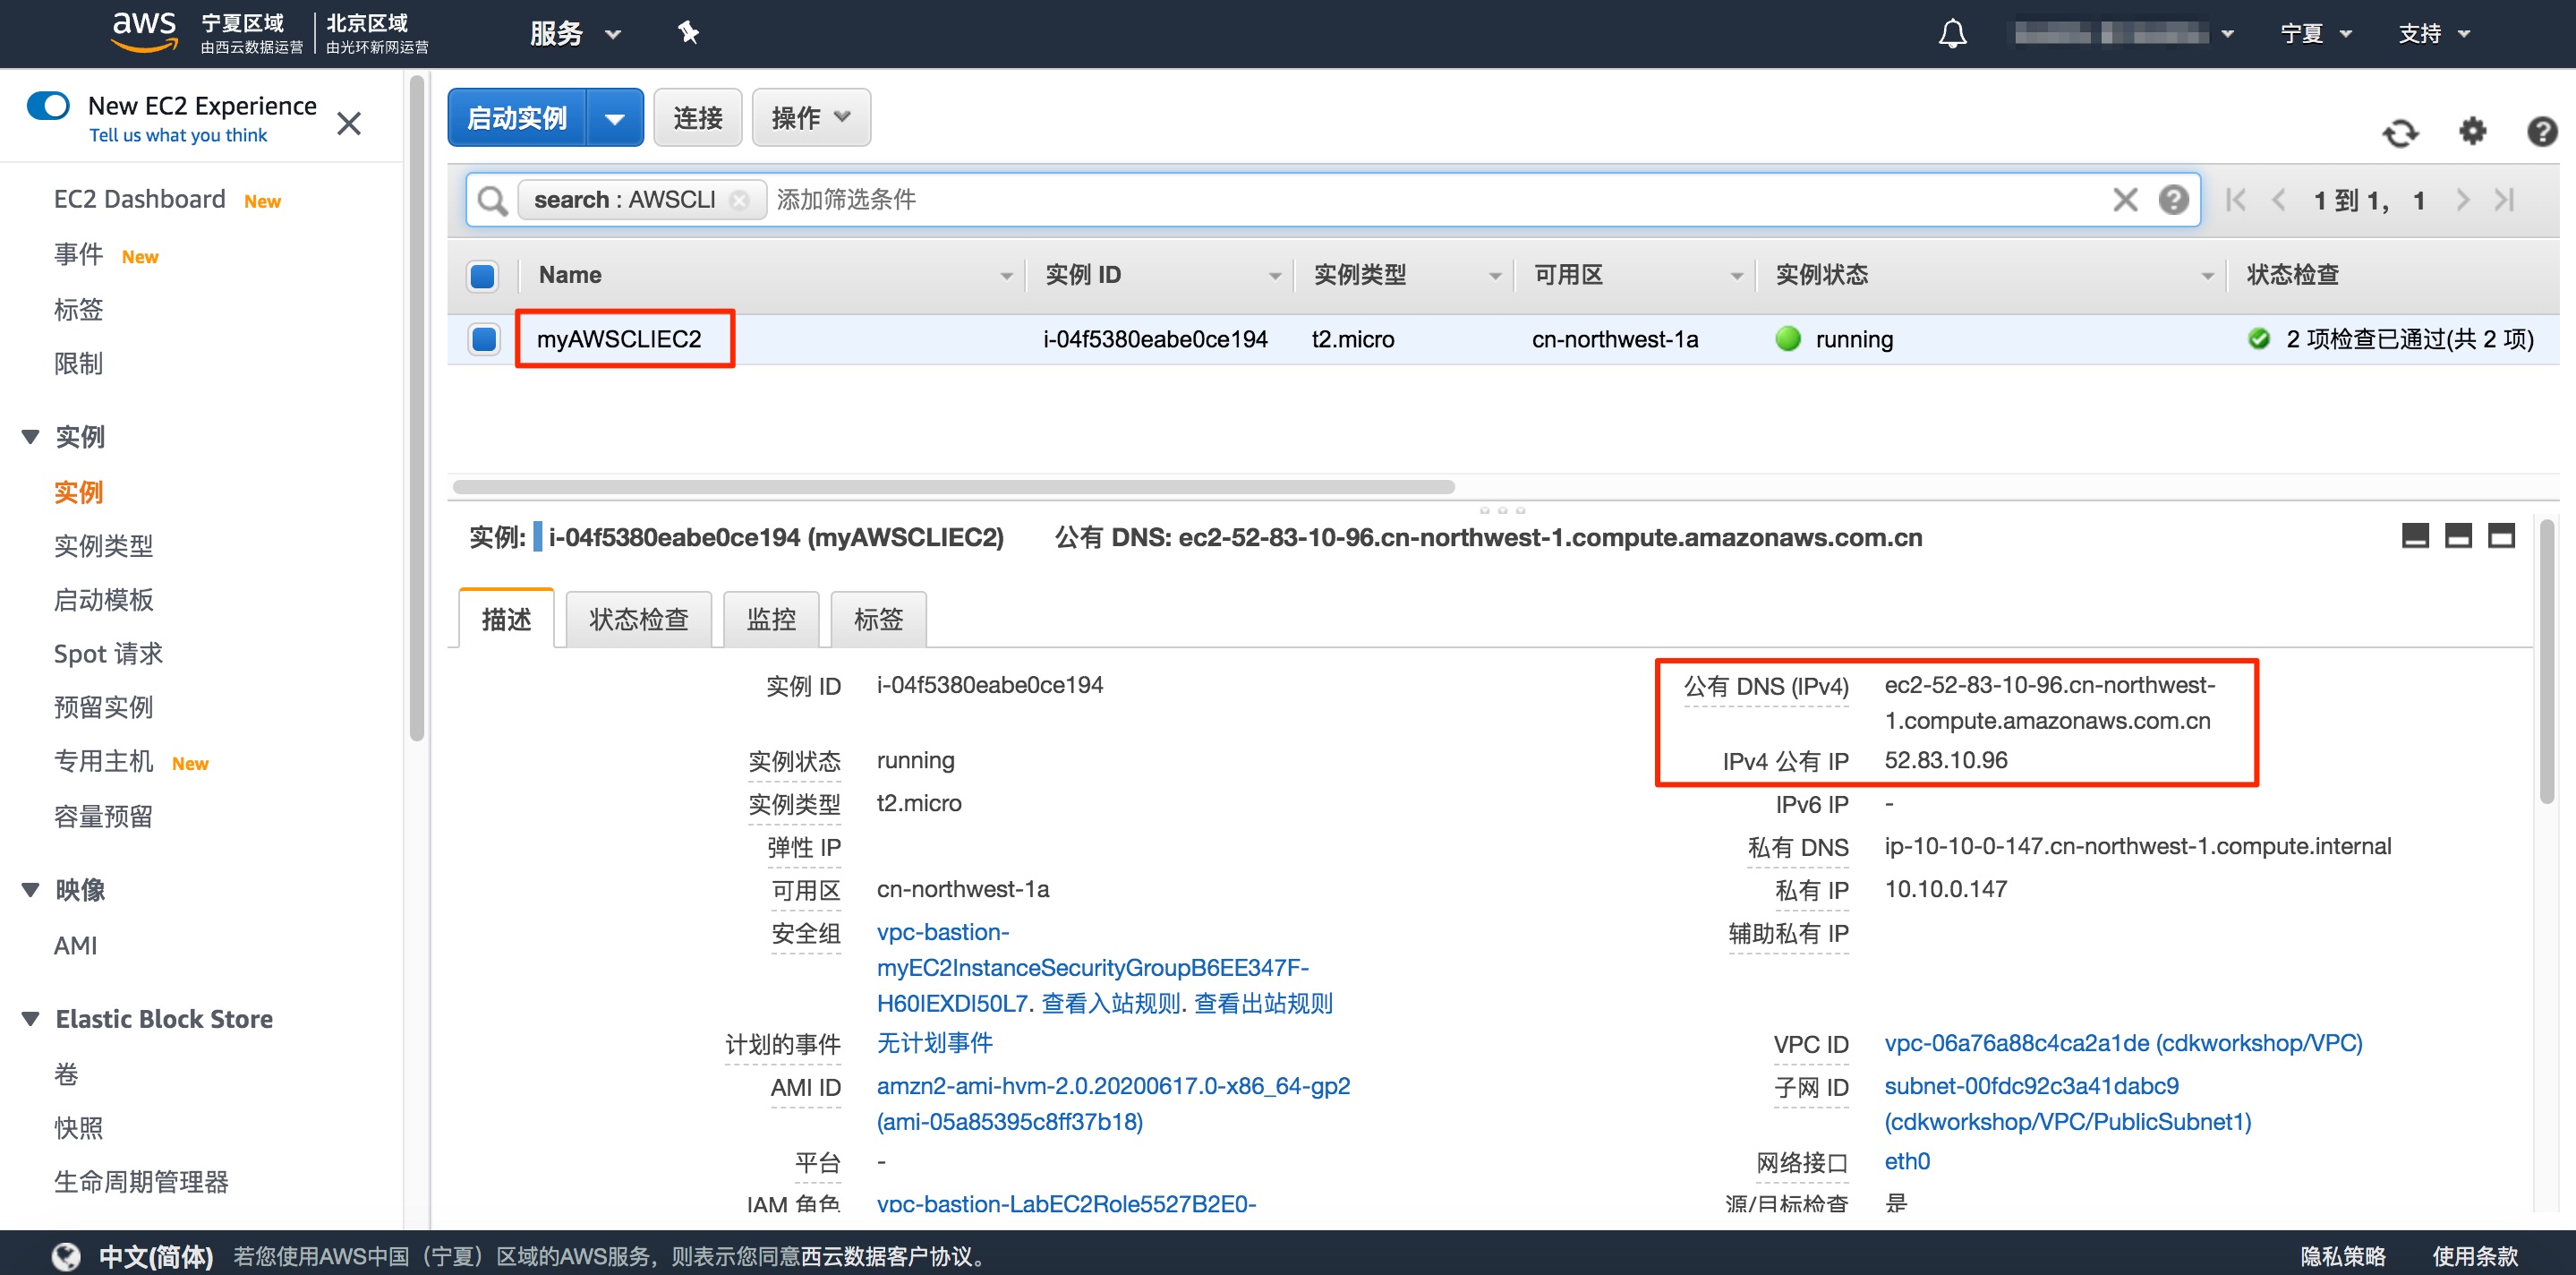 aws 宁夏区域 北京区域 服务 宁夏 支持
由西云数据运营 由光环新网运营
New EC2 Experience
Tell us what you think
EC2 Dashboard New
事件 New
标签
限制
实例
实例
实例类型
启动模板
Spot 请求
预留实例
专用主机 New
容量预留
映像
AMI
Elastic Block Store
卷
快照
生命周期管理器
启动实例 连接 操作
search : AWSCLI 添加筛选条件 1 到 1, 1
Name 实例 ID 实例类型 可用区 实例状态 状态检查
myAWSCLIEC2 i-04f5380eabe0ce194 t2.micro cn-northwest-1a running 2 项检查已通过(共 2 项)
实例: i-04f5380eabe0ce194 (myAWSCLIEC2) 公有 DNS: ec2-52-83-10-96.cn-northwest-1.compute.amazonaws.com.cn
描述 状态检查 监控 标签
实例 ID i-04f5380eabe0ce194
实例状态 running
实例类型 t2.micro
弹性 IP
可用区 cn-northwest-1a
安全组 vpc-bastion-
myEC2InstanceSecurityGroupB6EE347F-
H60IEXDI50L7. 查看入站规则. 查看出站规则
计划的事件 无计划事件
AMI ID amzn2-ami-hvm-2.0.20200617.0-x86_64-gp2
(ami-05a85395c8ff37b18)
平台 -
IAM 角色 vpc-bastion-LabEC2Role5527B2E0-
公有 DNS (IPv4) ec2-52-83-10-96.cn-northwest-
1.compute.amazonaws.com.cn
IPv4 公有 IP 52.83.10.96
IPv6 IP -
私有 DNS ip-10-10-0-147.cn-northwest-1.compute.internal
私有 IP 10.10.0.147
辅助私有 IP
VPC ID vpc-06a76a88c4ca2a1de (cdkworkshop/VPC)
子网 ID subnet-00fdc92c3a41dabc9
(cdkworkshop/VPC/PublicSubnet1)
网络接口 eth0
源/目标检查 是
中文(简体) 若您使用AWS中国（宁夏）区域的AWS服务，则表示您同意西云数据客户协议。 隐私策略 使用条款